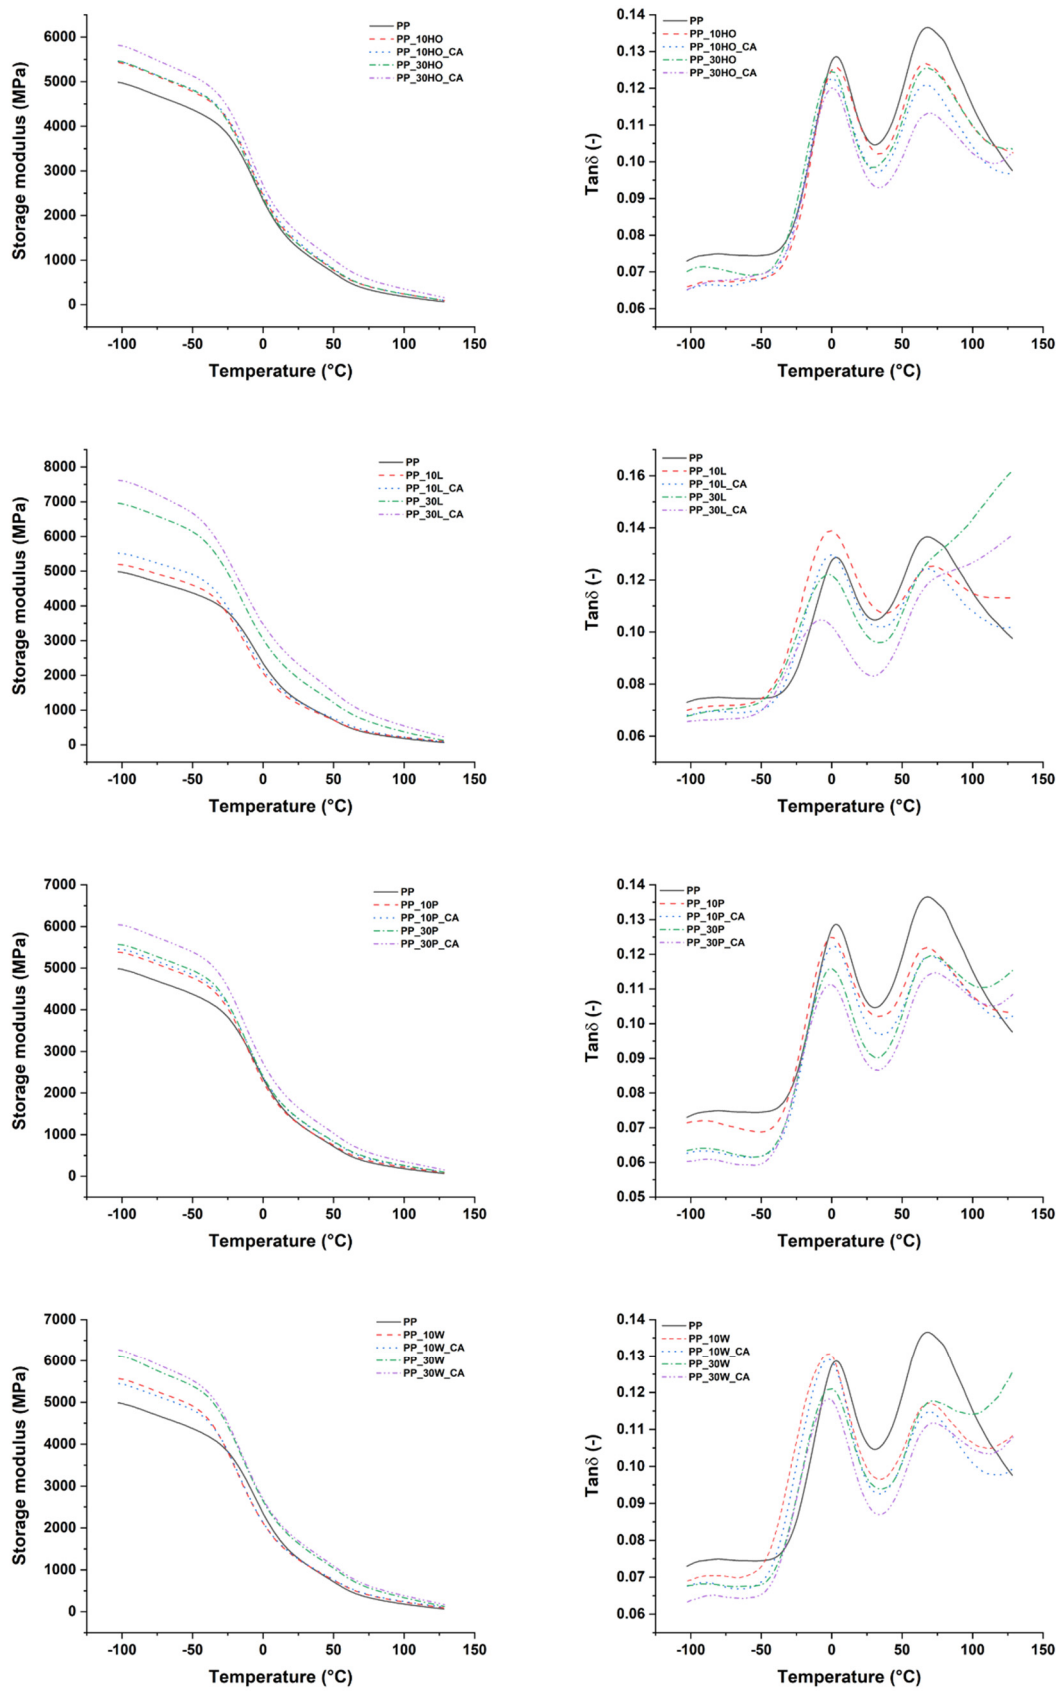 Storage modulus (MPa)
6000
5000
4000
3000
2000
1000
0
-100 -50 0 50 100 150
Temperature (°C)
PP
PP_10HO
PP_10HO_CA
PP_30HO
PP_30HO_CA
Tanδ (-)
0.14
0.13
0.12
0.11
0.10
0.09
0.08
0.07
0.06
-100 -50 0 50 100 150
Temperature (°C)
PP
PP_10HO
PP_10HO_CA
PP_30HO
PP_30HO_CA
Storage modulus (MPa)
8000
7000
6000
5000
4000
3000
2000
1000
0
-100 -50 0 50 100 150
Temperature (°C)
PP
PP_10L
PP_10L_CA
PP_30L
PP_30L_CA
Tanδ (-)
0.16
0.14
0.12
0.10
0.08
0.06
-100 -50 0 50 100 150
Temperature (°C)
PP
PP_10L
PP_10L_CA
PP_30L
PP_30L_CA
Storage modulus (MPa)
7000
6000
5000
4000
3000
2000
1000
0
-100 -50 0 50 100 150
Temperature (°C)
PP
PP_10P
PP_10P_CA
PP_30P
PP_30P_CA
Tanδ (-)
0.14
0.13
0.12
0.11
0.10
0.09
0.08
0.07
0.06
0.05
-100 -50 0 50 100 150
Temperature (°C)
PP
PP_10P
PP_10P_CA
PP_30P
PP_30P_CA
Storage modulus (MPa)
7000
6000
5000
4000
3000
2000
1000
0
-100 -50 0 50 100 150
Temperature (°C)
PP
PP_10W
PP_10W_CA
PP_30W
PP_30W_CA
Tanδ (-)
0.14
0.13
0.12
0.11
0.10
0.09
0.08
0.07
0.06
-100 -50 0 50 100 150
Temperature (°C)
PP
PP_10W
PP_10W_CA
PP_30W
PP_30W_CA